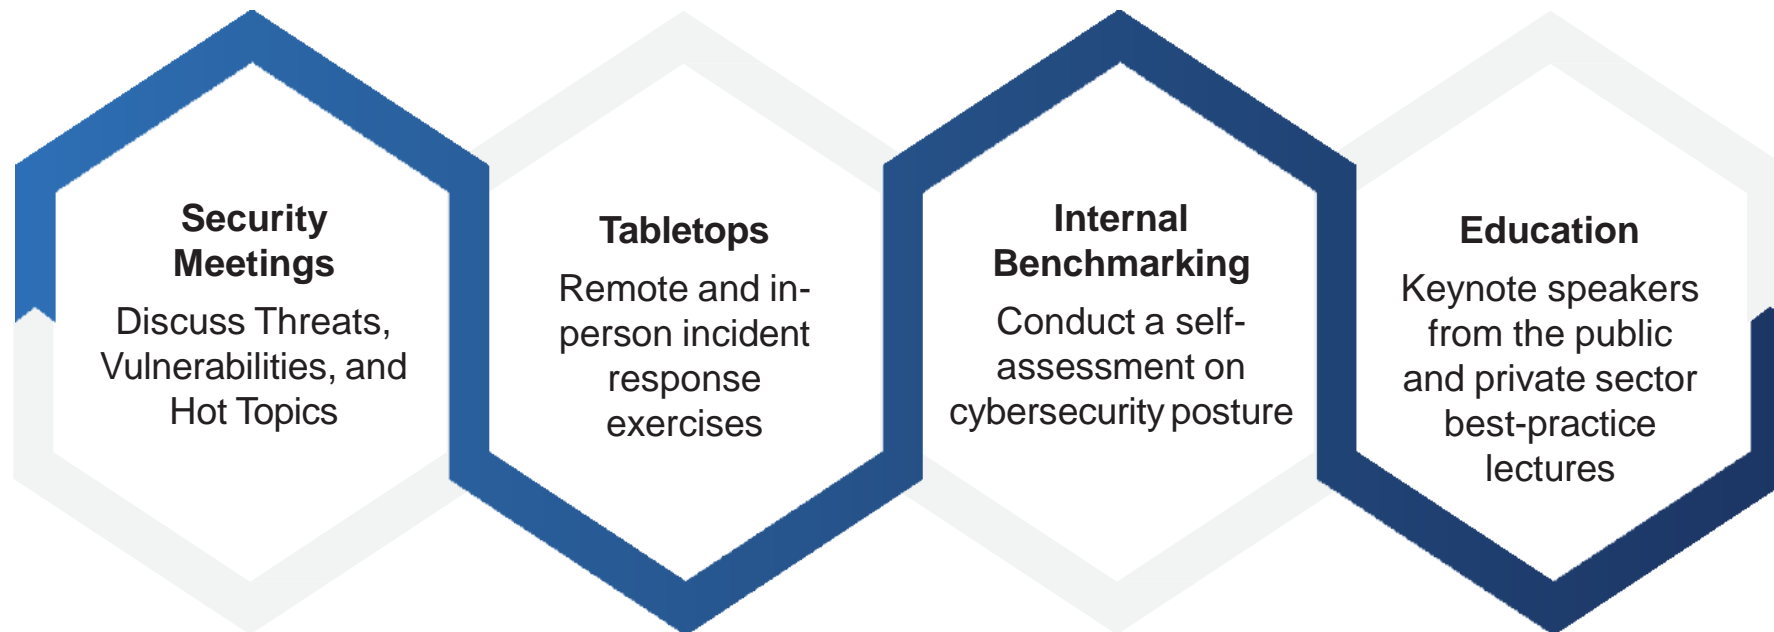 Security
Meetings
Discuss Threats,
Vulnerabilities, and
Hot Topics
Tabletops
Remote and in-
person incident
response
exercises
Internal
Benchmarking
Conduct a self-
assessment on
cybersecurity posture
Education
Keynote speakers
from the public
and private sector
best-practice
lectures